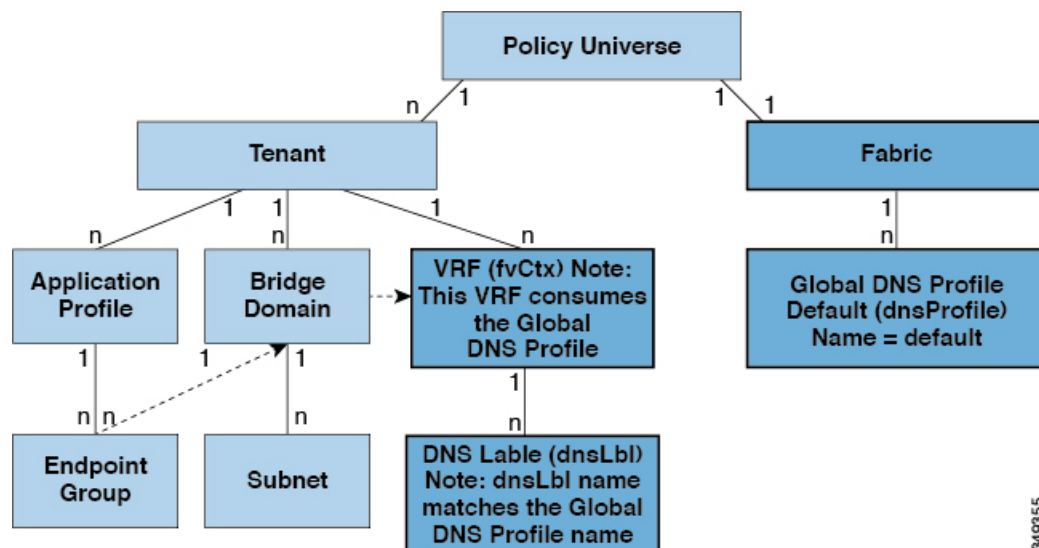 Policy Universe
n
1
1
1
Tenant
Fabric
1
1
1
1
n
n
n
n
Application
Profile
Bridge
Domain
VRF (fvCtx) Note:
This VRF consumes
the Global
DNS Profile
Global DNS Profile
Default (dnsProfile)
Name = default
1
1
1
1
n
n
n
n
Endpoint
Group
Subnet
DNS Lable (dnsLbl)
Note: dnsLbl name
matches the Global
DNS Profile name
349355